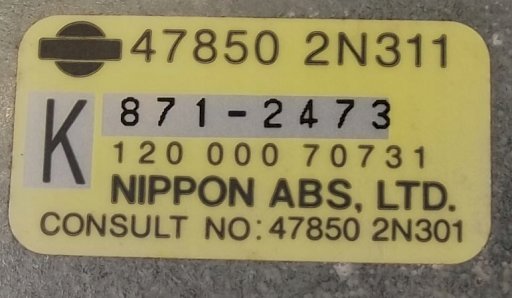 47850 2N311
K 871-2473
120 000 70731
NIPPON ABS, LTD.
CONSULT NO: 47850 2N301